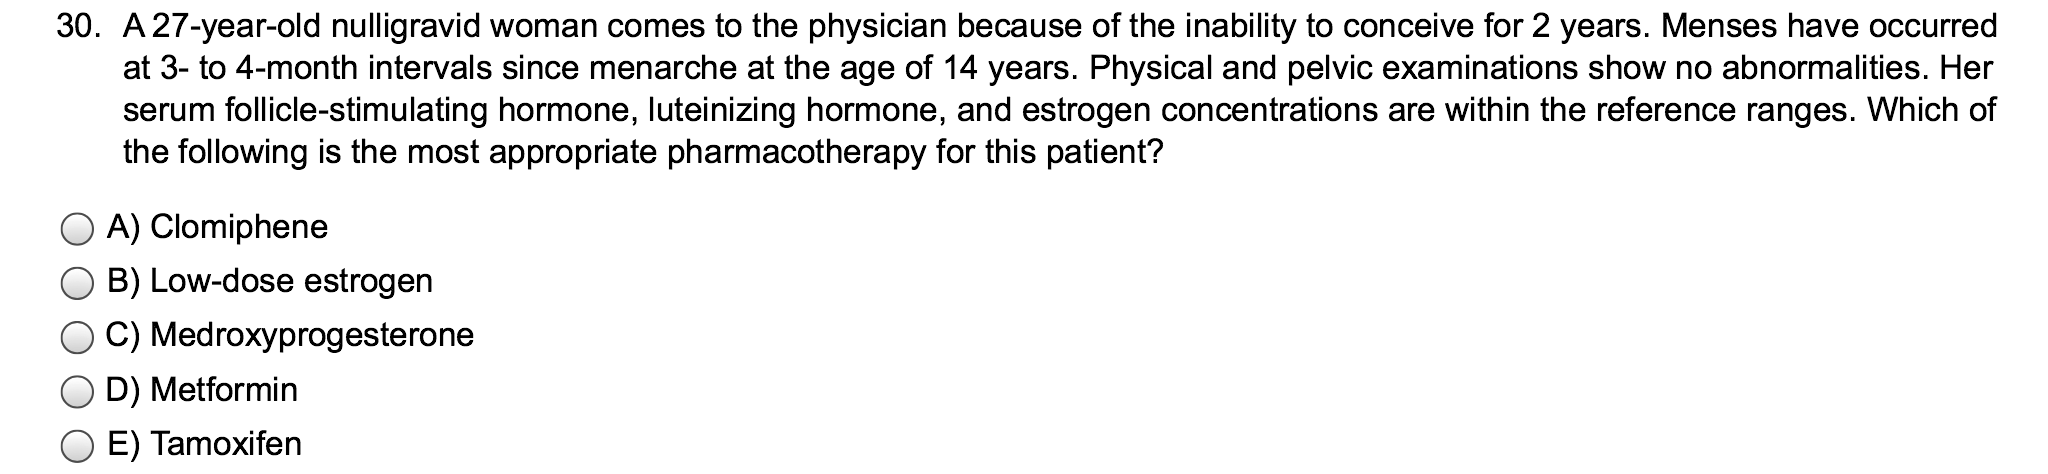 30. A 27-year-old nulligravid woman comes to the physician because of the inability to conceive for 2 years. Menses have occurred
at 3- to 4-month intervals since menarche at the age of 14 years. Physical and pelvic examinations show no abnormalities. Her
serum follicle-stimulating hormone, luteinizing hormone, and estrogen concentrations are within the reference ranges. Which of
the following is the most appropriate pharmacotherapy for this patient?
A) Clomiphene
B) Low-dose estrogen
C) Medroxyprogesterone
D) Metformin
E) Tamoxifen